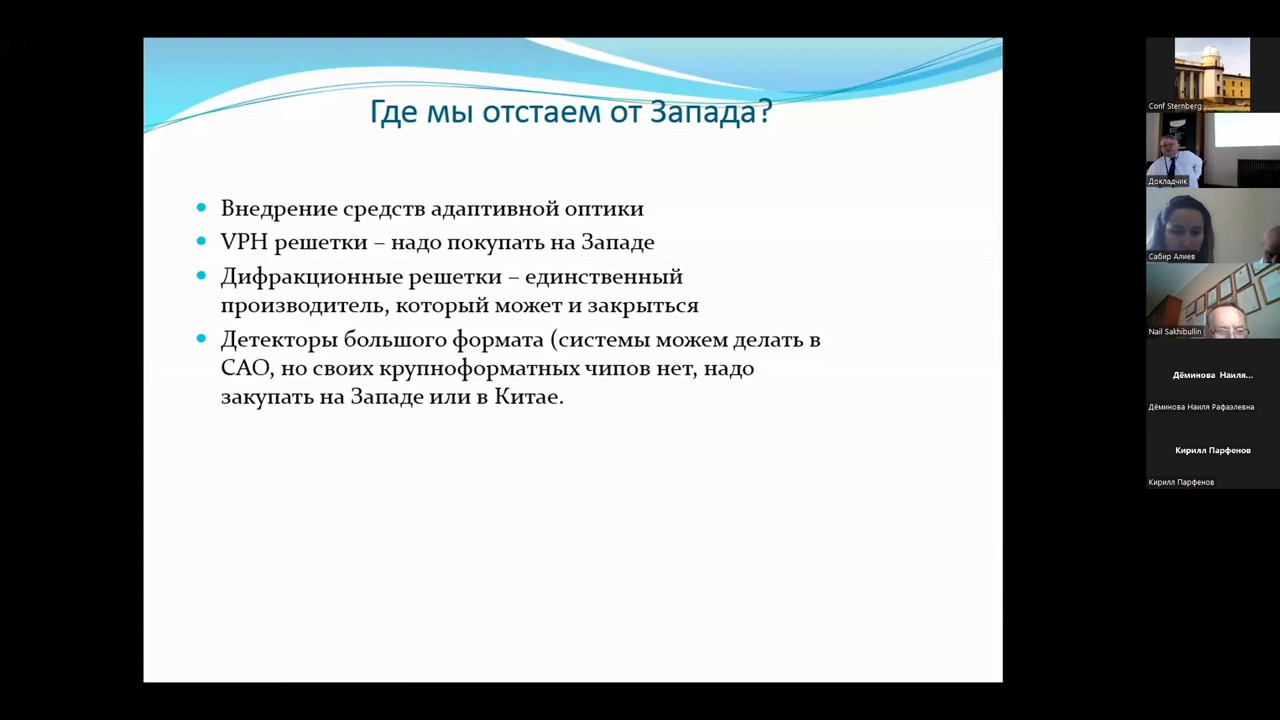 Где мы отстаем от Запада?
• Внедрение средств адаптивной оптики
• VPH решетки – надо покупать на Западе
• Дифракционные решетки – единственный
производитель, который может и закрыться
• Детекторы большого формата (системы можем делать в
САО, но своих крупноформатных чипов нет, надо
закупать на Западе или в Китае.
Conf Sternberg
Докладчик
Сабир Алиев
Nail Sakhibullin
Дёминова Наиля...
Дёминова Наиля Рафаэлевна
Кирилл Парфенов
Кирилл Парфенов